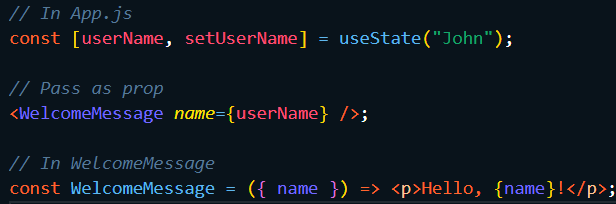 // In App.js
const [userName, setUserName] = useState("John");
// Pass as prop
<WelcomeMessage name={userName} />;
// In WelcomeMessage
const WelcomeMessage = ({ name }) => <p>Hello, {name}!</p>;